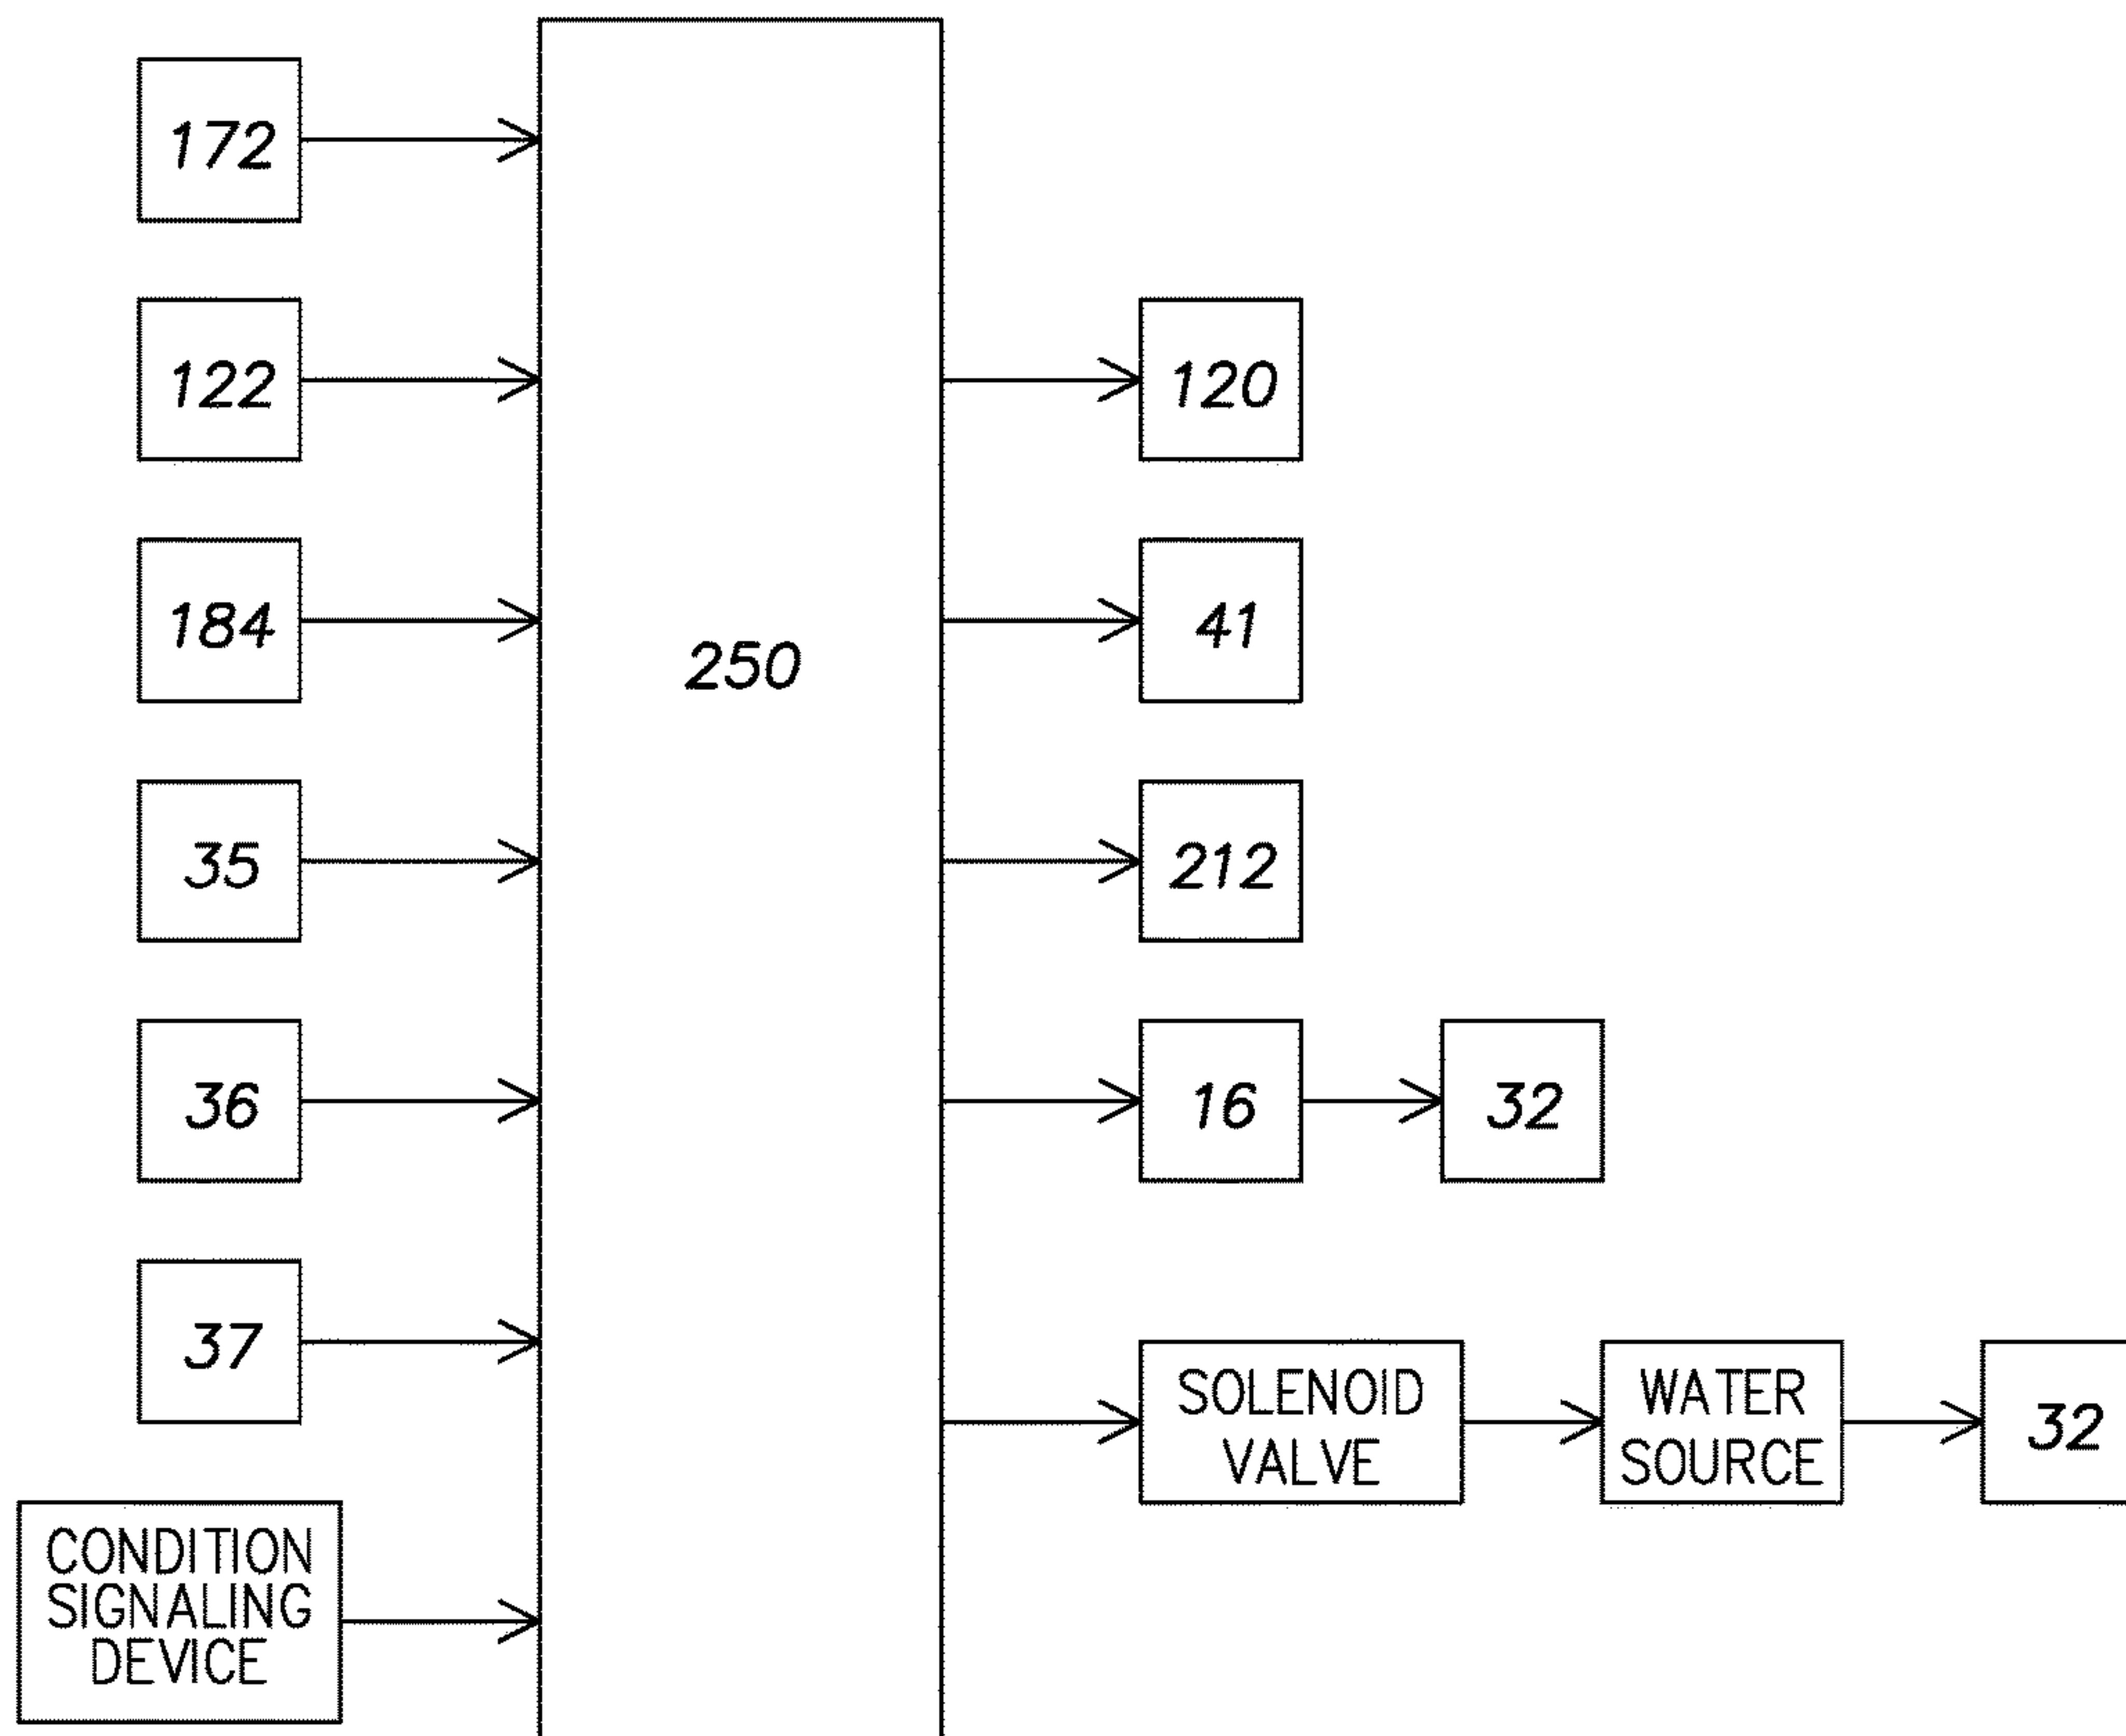 172
122
120
184
41
250
35
212
36
16
32
37
SOLENOID
VALVE
WATER
SOURCE
32
CONDITION
SIGNALING
DEVICE